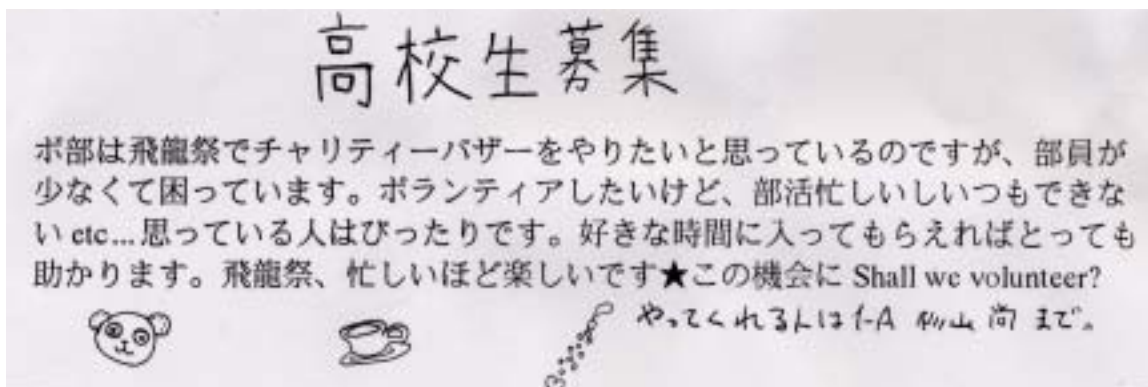 高校生募集
ボ部は飛龍祭でチャリティーバザーをやりたいと思っているのですが、部員が
少なくて困っています。ボランティアしたいけど、部活忙しいしいつもできな
い etc...思っている人はぴったりです。好きな時間に入ってもらえればとっても
助かります。飛龍祭、忙しいほど楽しいです★この機会に Shall we volunteer?
やってくれる人は1-A 杉山 尚 まで。